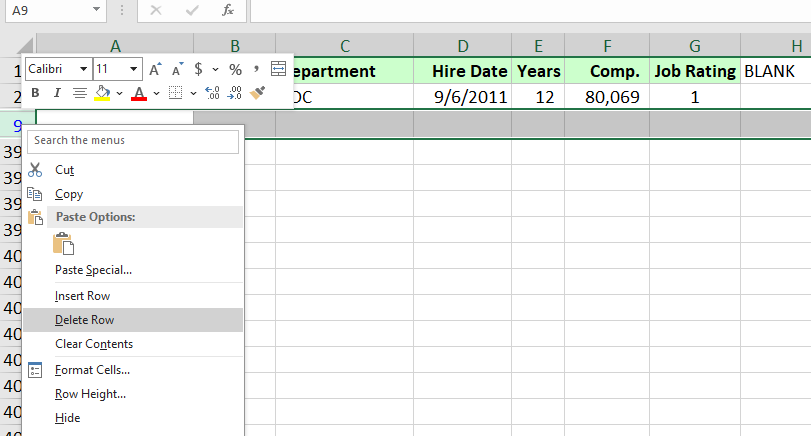 A9
fx
A B C D E F G H
Calibri 11 A A $ % ,
B I A .00 .0
1 epartment Hire Date Years Comp. Job Rating BLANK
2 OC 9/6/2011 12 80,069 1
9
Search the menus
39
Cut
39
Copy
39
Paste Options:
39
40
Paste Special...
40
Insert Row
40
Delete Row
40
Clear Contents
40
Format Cells...
40
Row Height...
40
Hide